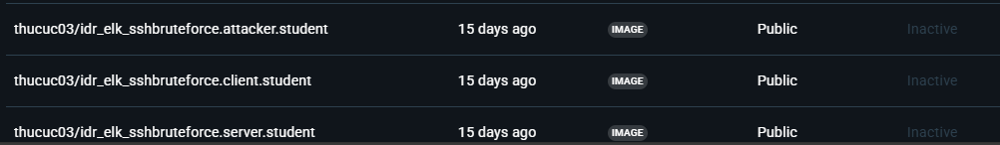 thucuc03/idr_elk_sshbruteforce.attacker.student 15 days ago IMAGE Public Inactive
thucuc03/idr_elk_sshbruteforce.client.student 15 days ago IMAGE Public Inactive
thucuc03/idr_elk_sshbruteforce.server.student 15 days ago IMAGE Public Inactive